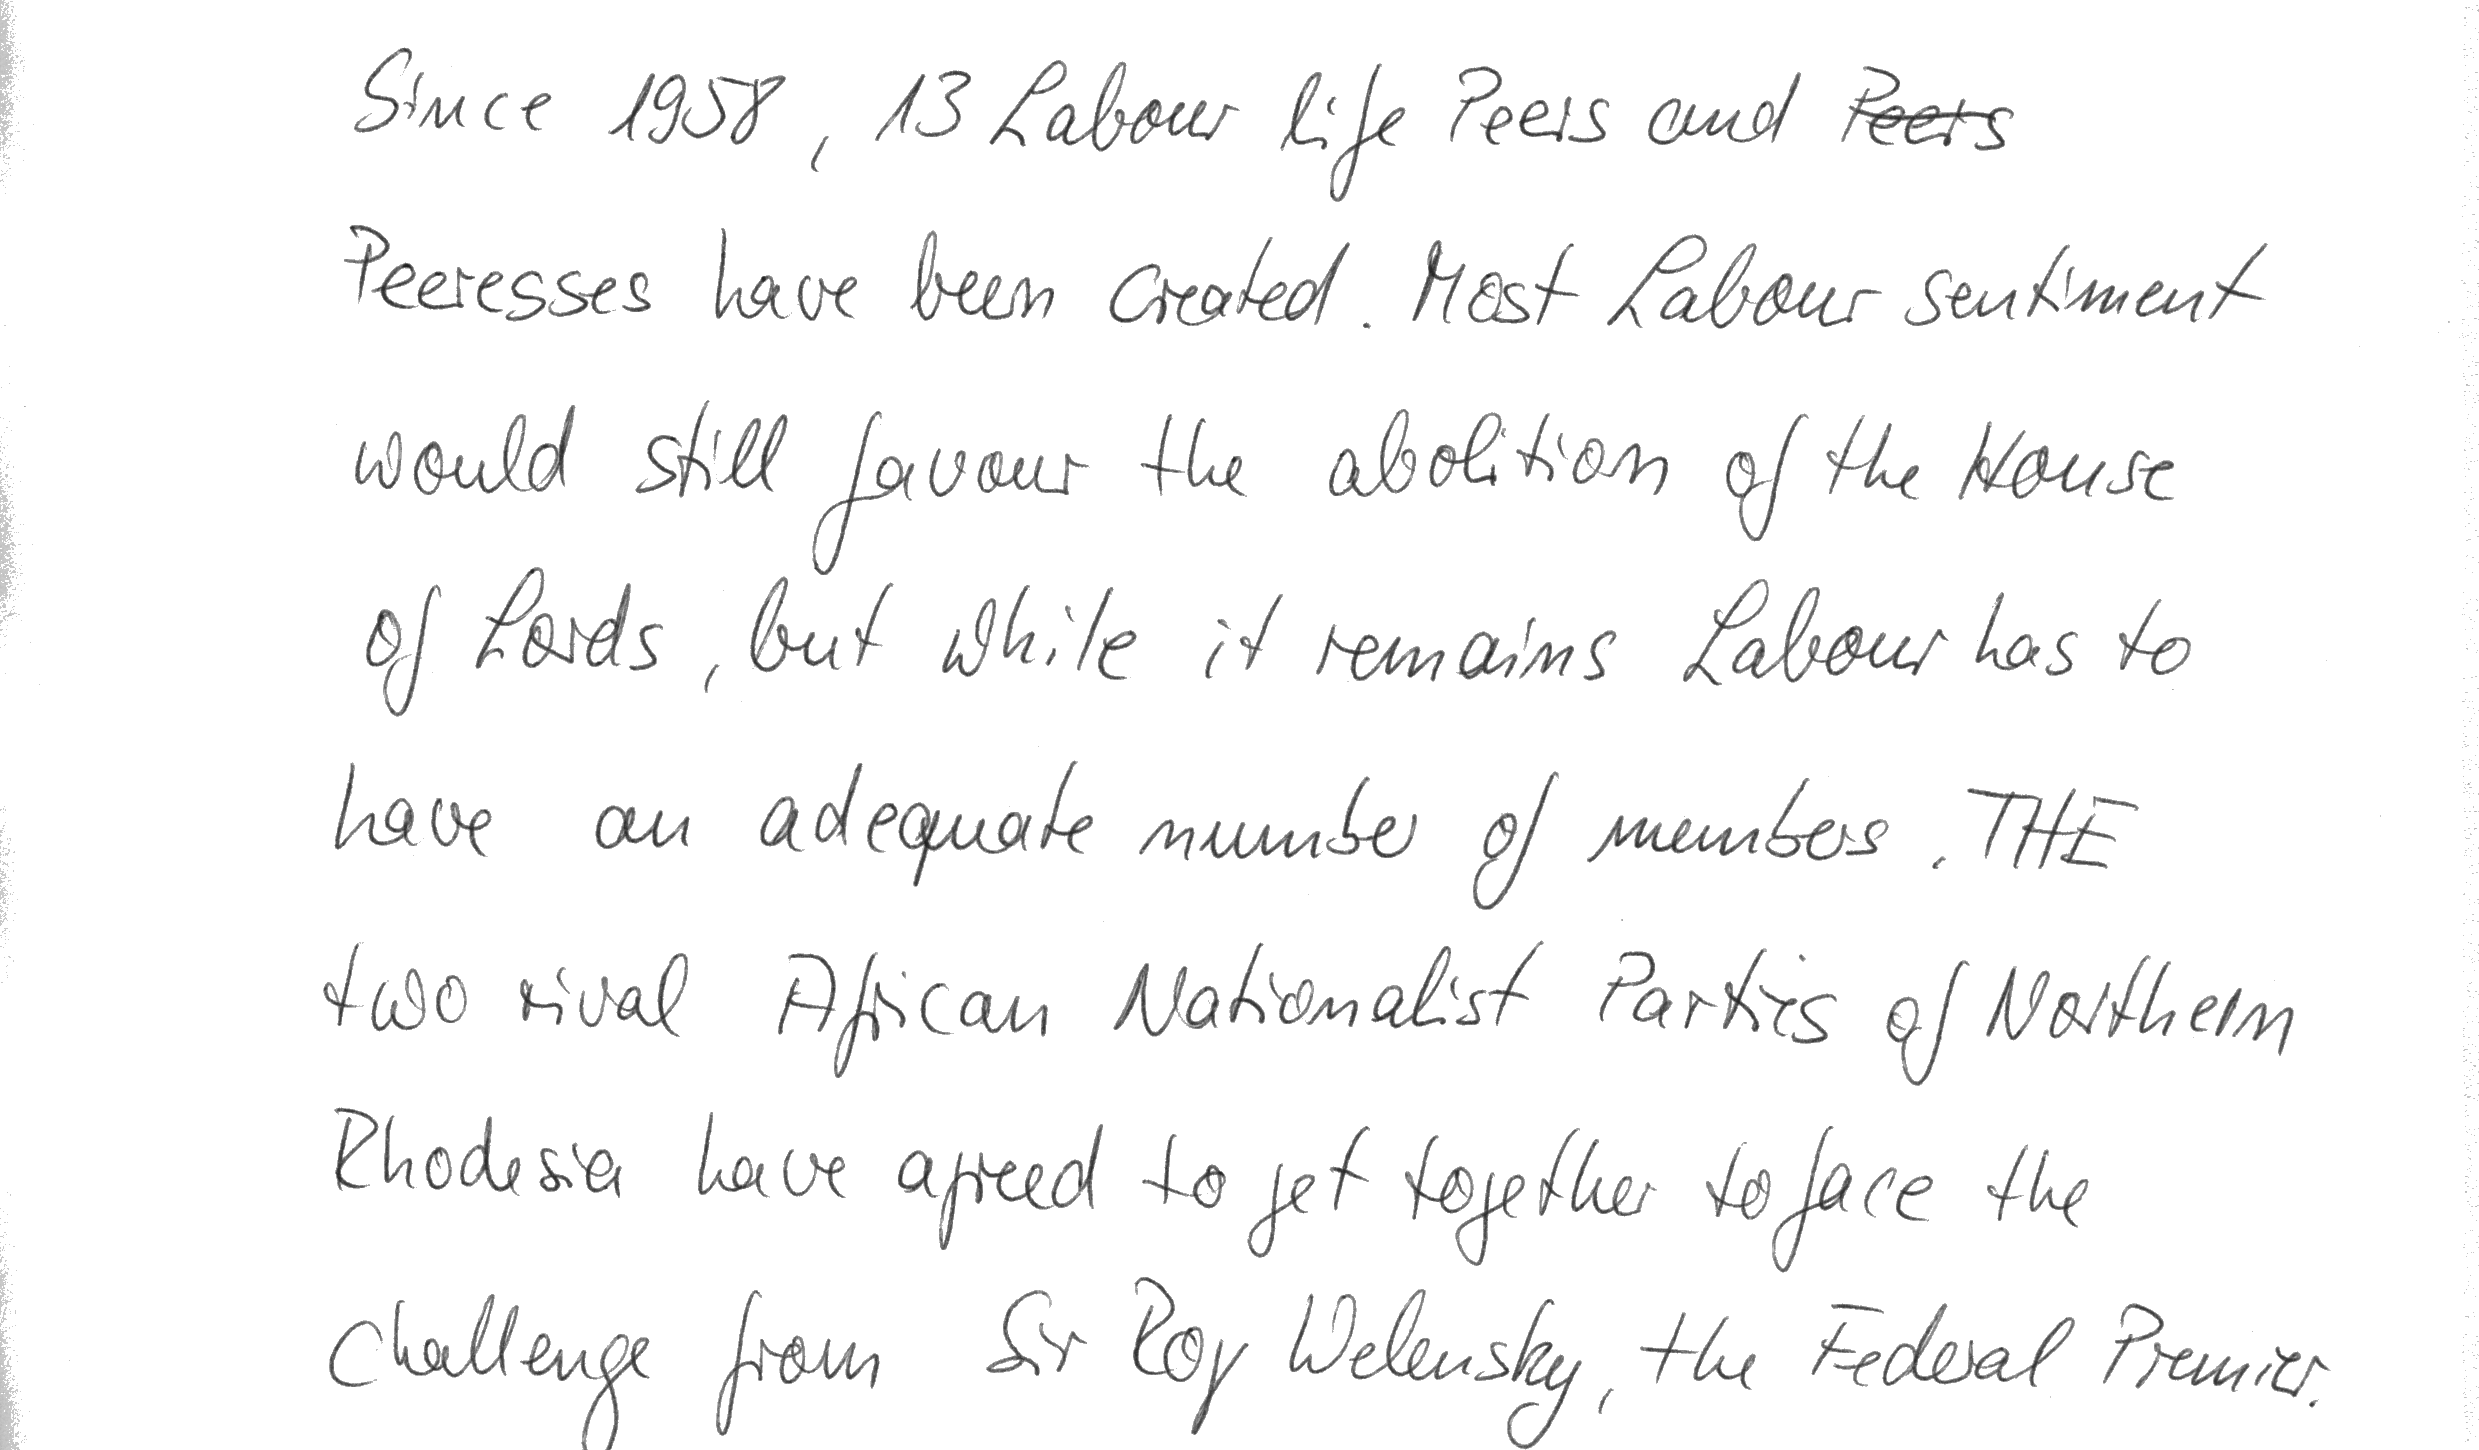 Since 1958, 13 Labour life Peers and Peers
Peeresses have been created. Most Labour sentiment
would still favour the abolition of the House
of Lords, but while it remains Labour has to
have an adequate number of members. THE
two rival African Nationalist Parties of Northern
Rhodesia have agreed to get together to face the
challenge from Sir Roy Welensky, the Federal Premier.